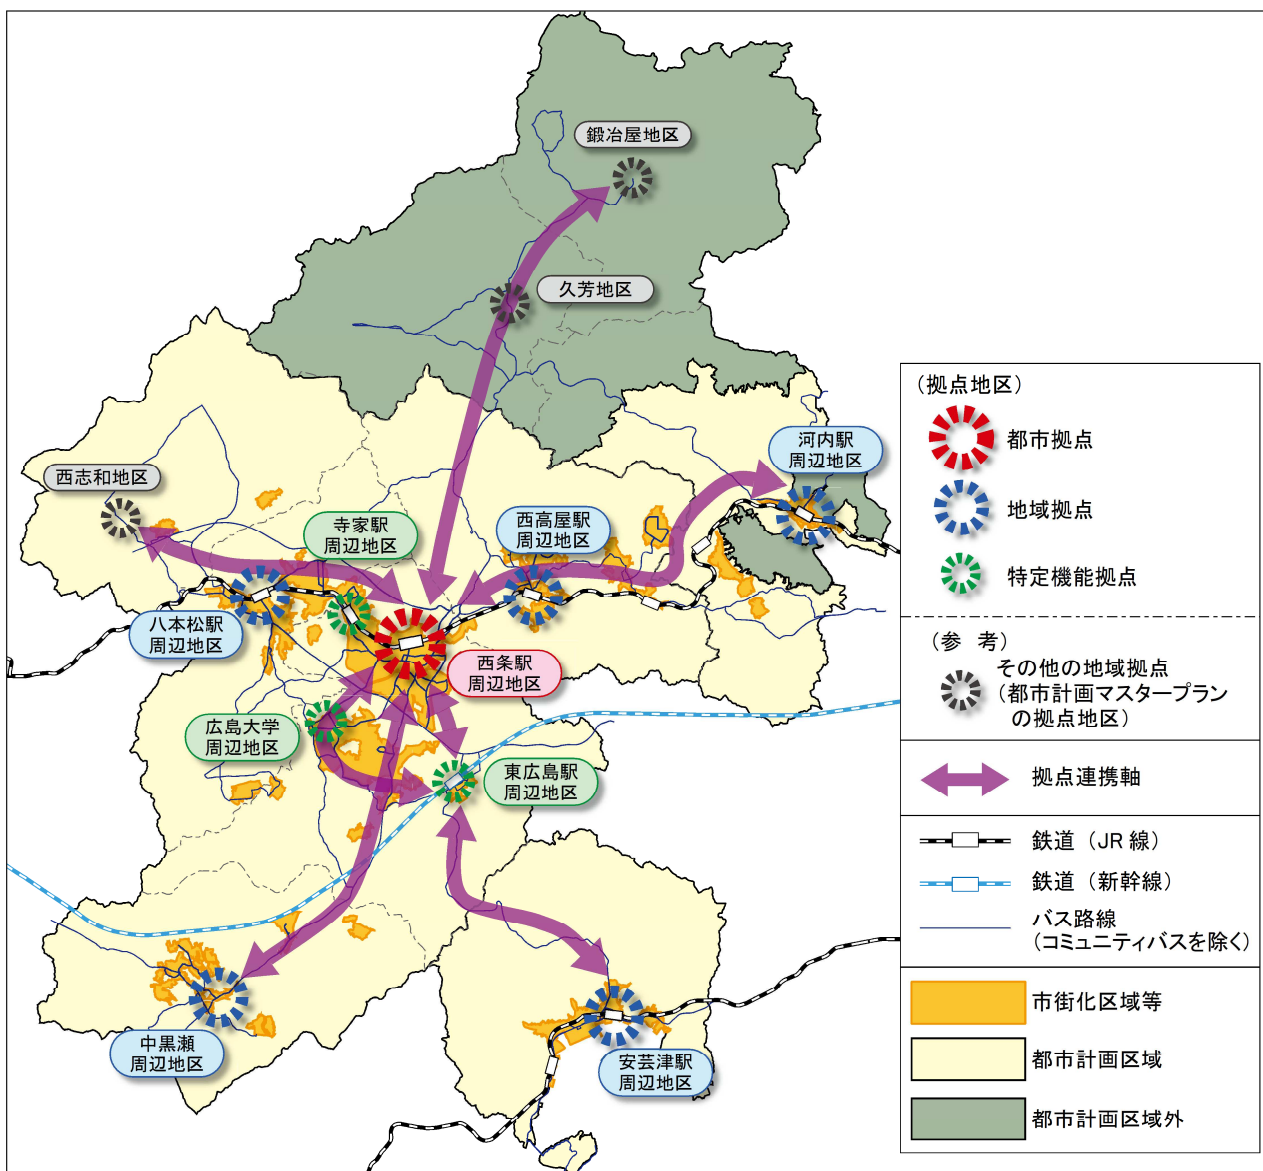 鍛冶屋地区
久芳地区
西志和地区
寺家駅
周辺地区
西高屋駅
周辺地区
河内駅
周辺地区
八本松駅
周辺地区
西条駅
周辺地区
広島大学
周辺地区
東広島駅
周辺地区
中黒瀬
周辺地区
安芸津駅
周辺地区
（拠点地区）
都市拠点
地域拠点
特定機能拠点
（参 考）
その他の地域拠点
（都市計画マスタープラン
の拠点地区）
拠点連携軸
鉄道（JR 線）
鉄道（新幹線）
バス路線
（コミュニティバスを除く）
市街化区域等
都市計画区域
都市計画区域外